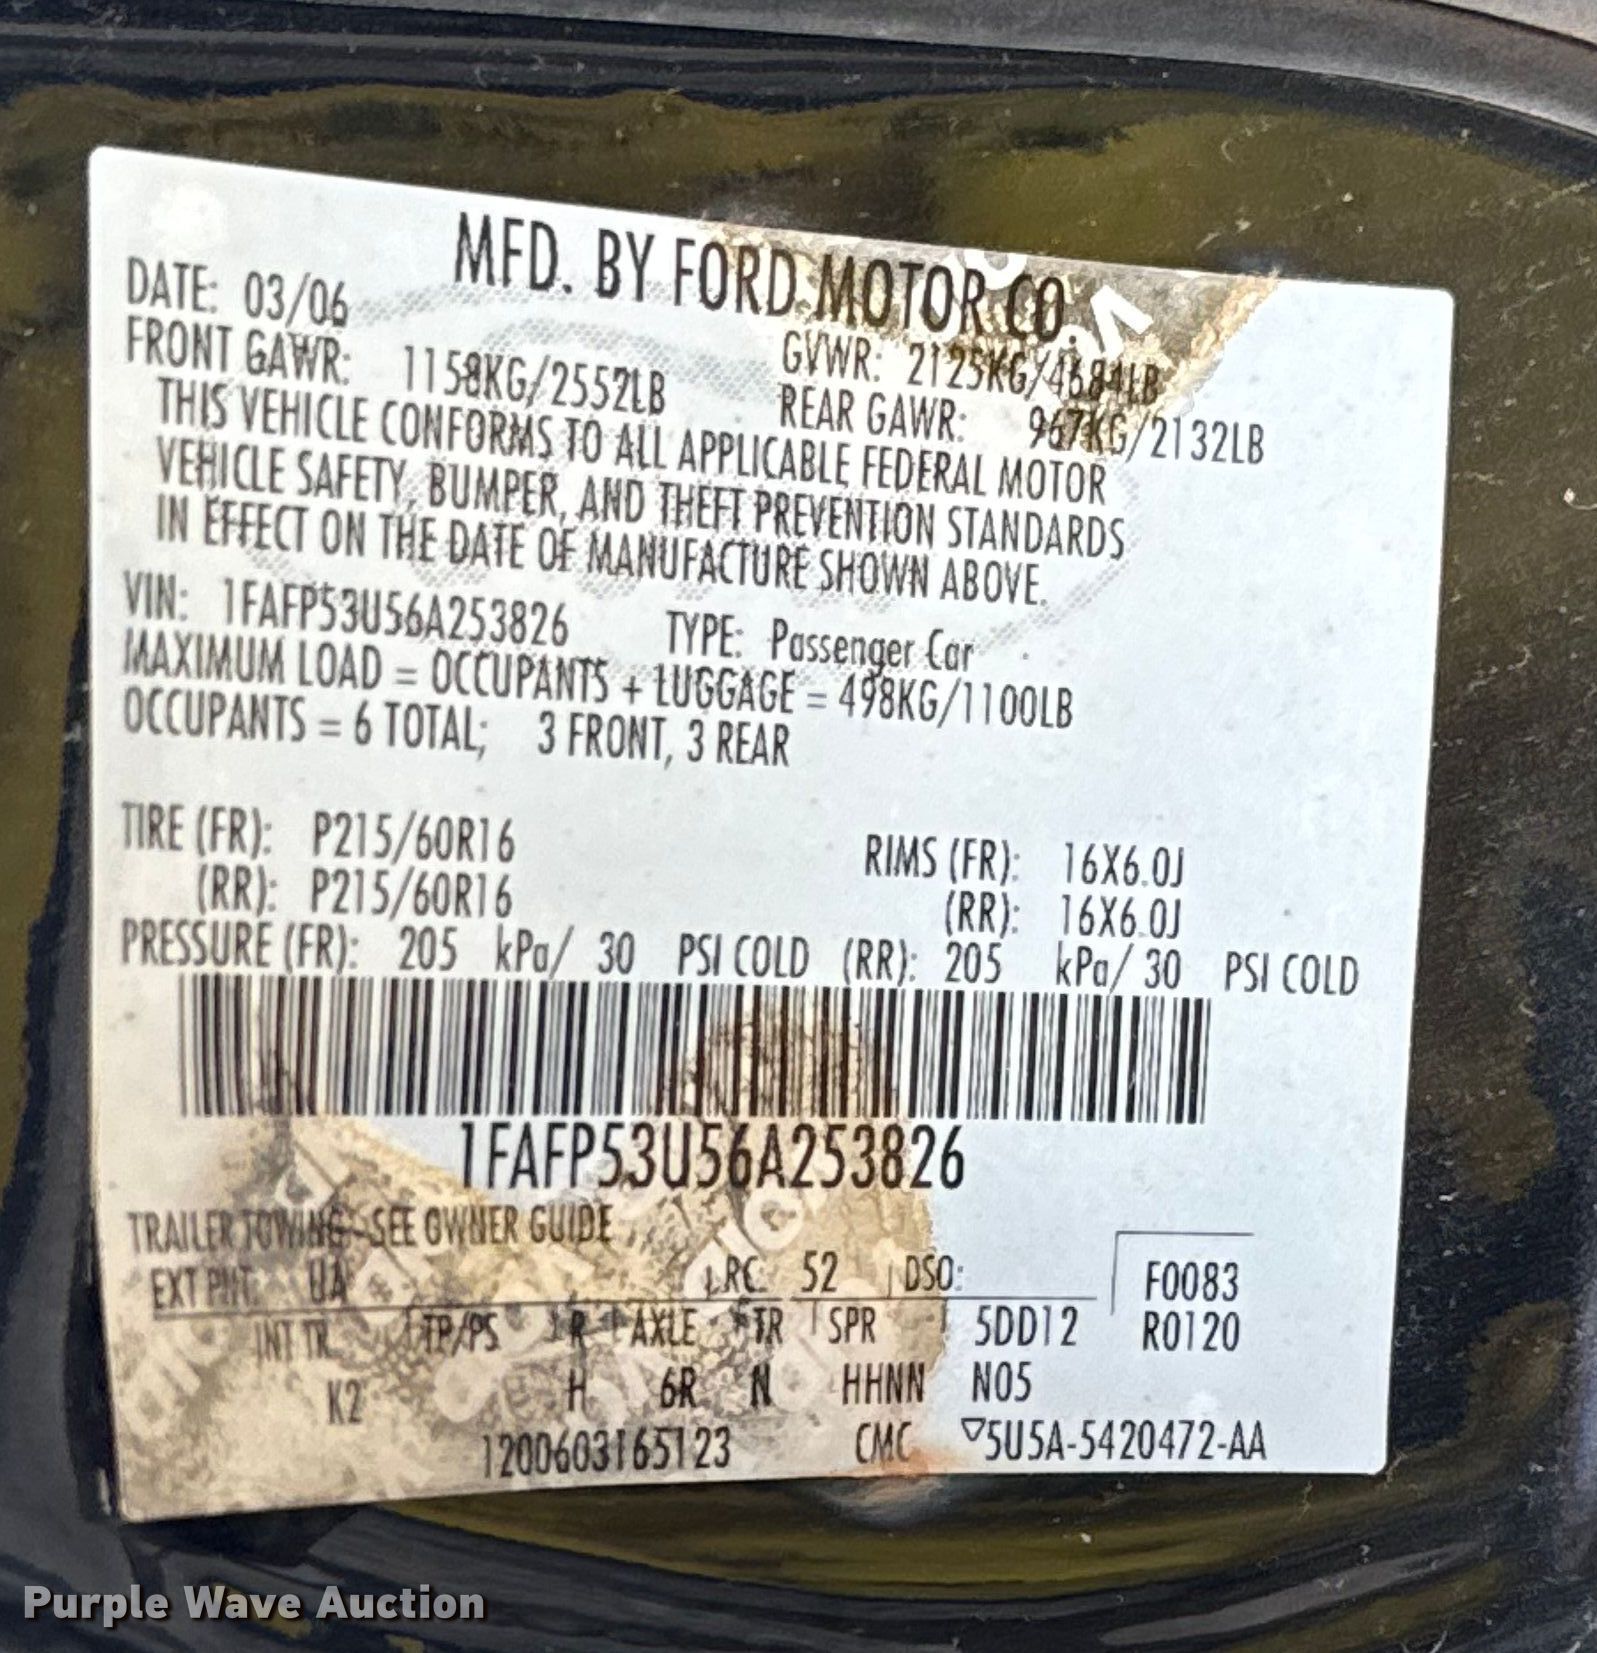 MFD. BY FORD MOTOR CO.
DATE: 03/06 GVWR: 2125KG/4684LB
FRONT GAWR: 1158KG/2552LB REAR GAWR: 967KG/2132LB
THIS VEHICLE CONFORMS TO ALL APPLICABLE FEDERAL MOTOR
VEHICLE SAFETY, BUMPER, AND THEFT PREVENTION STANDARDS
IN EFFECT ON THE DATE OF MANUFACTURE SHOWN ABOVE.
VIN: 1FAFP53U56A253826 TYPE: Passenger Car
MAXIMUM LOAD = OCCUPANTS + LUGGAGE = 498KG/1100LB
OCCUPANTS = 6 TOTAL; 3 FRONT, 3 REAR
TIRE (FR): P215/60R16 RIMS (FR): 16X6.0J
(RR): P215/60R16 (RR): 16X6.0J
PRESSURE (FR): 205 kPa/ 30 PSI COLD (RR): 205 kPa/ 30 PSI COLD
1FAFP53U56A253826
TRAILER TOWING-SEE OWNER GUIDE
EXT PNT: UA RC: 52 DSO: F0083
INT TR TP/PS R AXLE TR SPR 5DD12 R0120
K2 H 6R N HHNN N05
1200603165123 CMC ▽5U5A-5420472-AA
Purple Wave Auction